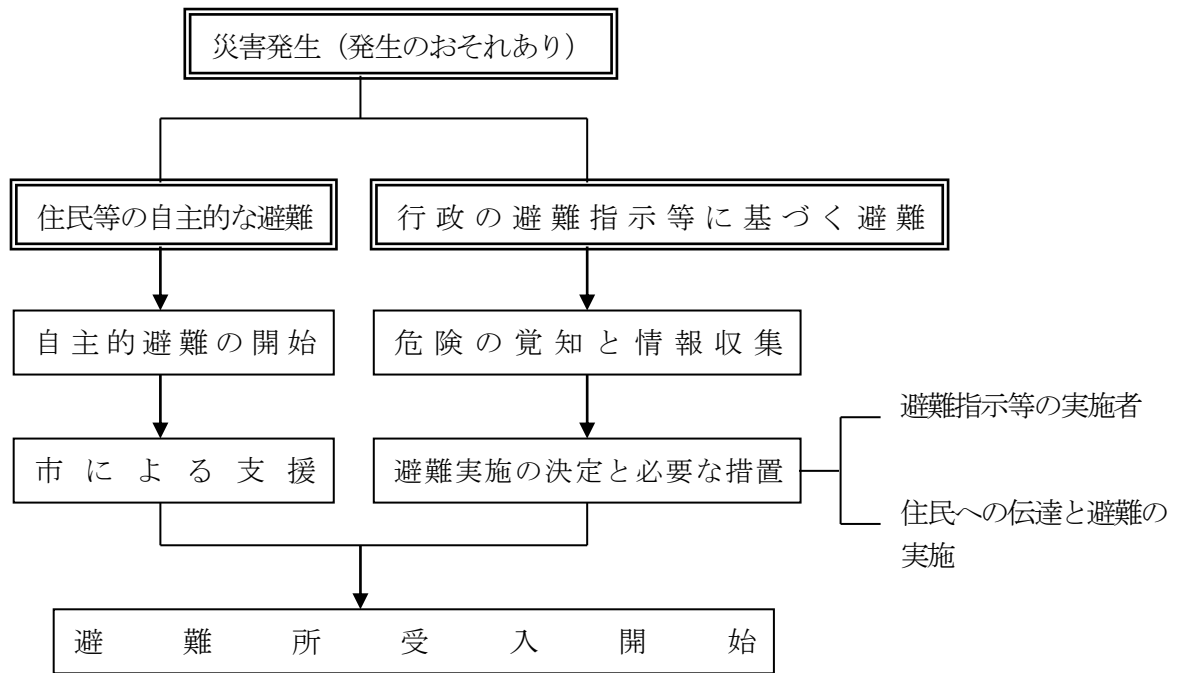 災害発生（発生のおそれあり）
住民等の自主的な避難
行政の避難指示等に基づく避難
自主的避難の開始
危険の覚知と情報収集
市による支援
避難実施の決定と必要な措置
避難指示等の実施者
住民への伝達と避難の
実施
避難所受入開始